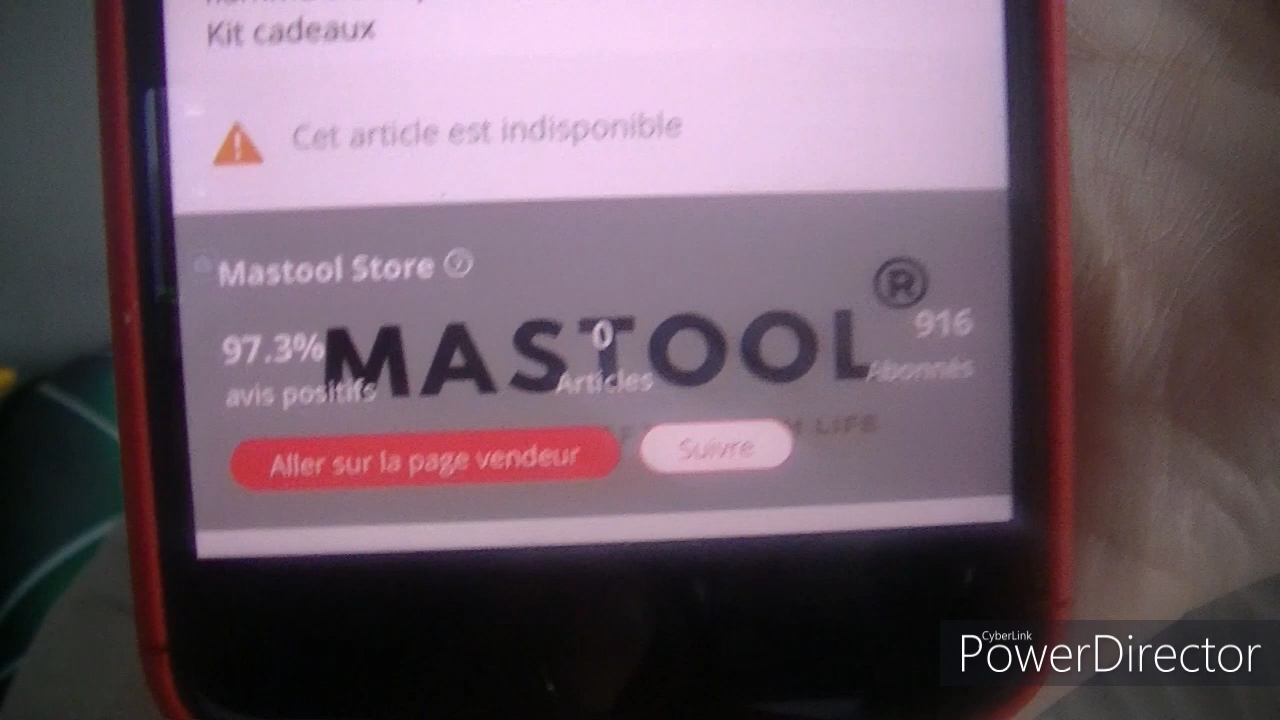 Kit cadeaux
Cet article est indisponible
Mastool Store
MASTOOL®
97.3%
avis positifs
0
Articles
916
Abonnés
LIFE
Aller sur la page vendeur
Suivre
CyberLink
PowerDirector